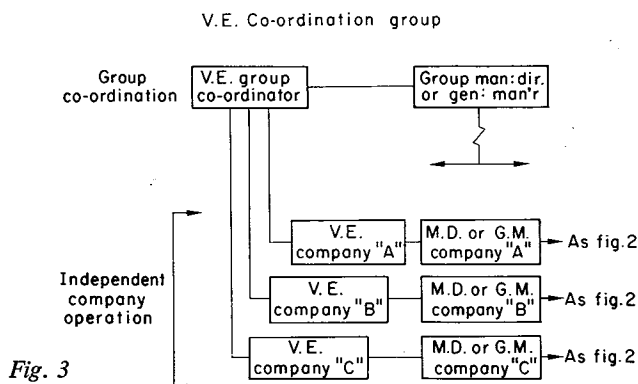 V.E. Co-ordination group
Group
co-ordination
V.E. group
co-ordinator
Group man: dir.
or gen: man'r
V.E.
company "A"
M.D. or G.M.
company "A"
As fig.2
Independent
company
operation
V.E.
company "B"
M.D. or G.M.
company "B"
As fig.2
V.E.
company "C"
M.D. or G.M.
company "C"
As fig.2
Fig. 3